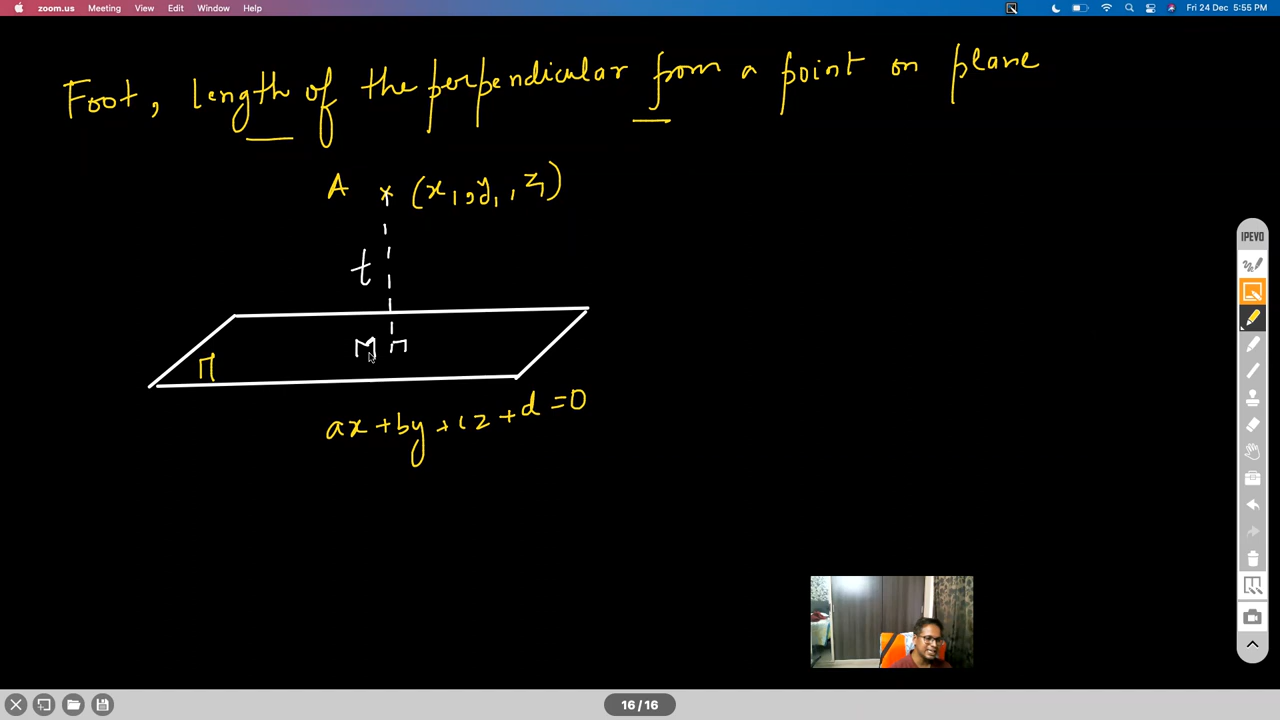 zoom.us Meeting View Edit Window Help Fri 24 Dec 5:55 PM
Foot, length of the perpendicular from a point on plane
A (x₁, y₁, z₁)
t
IPEVO
M
π
ax + by + cz + d = 0
16/16